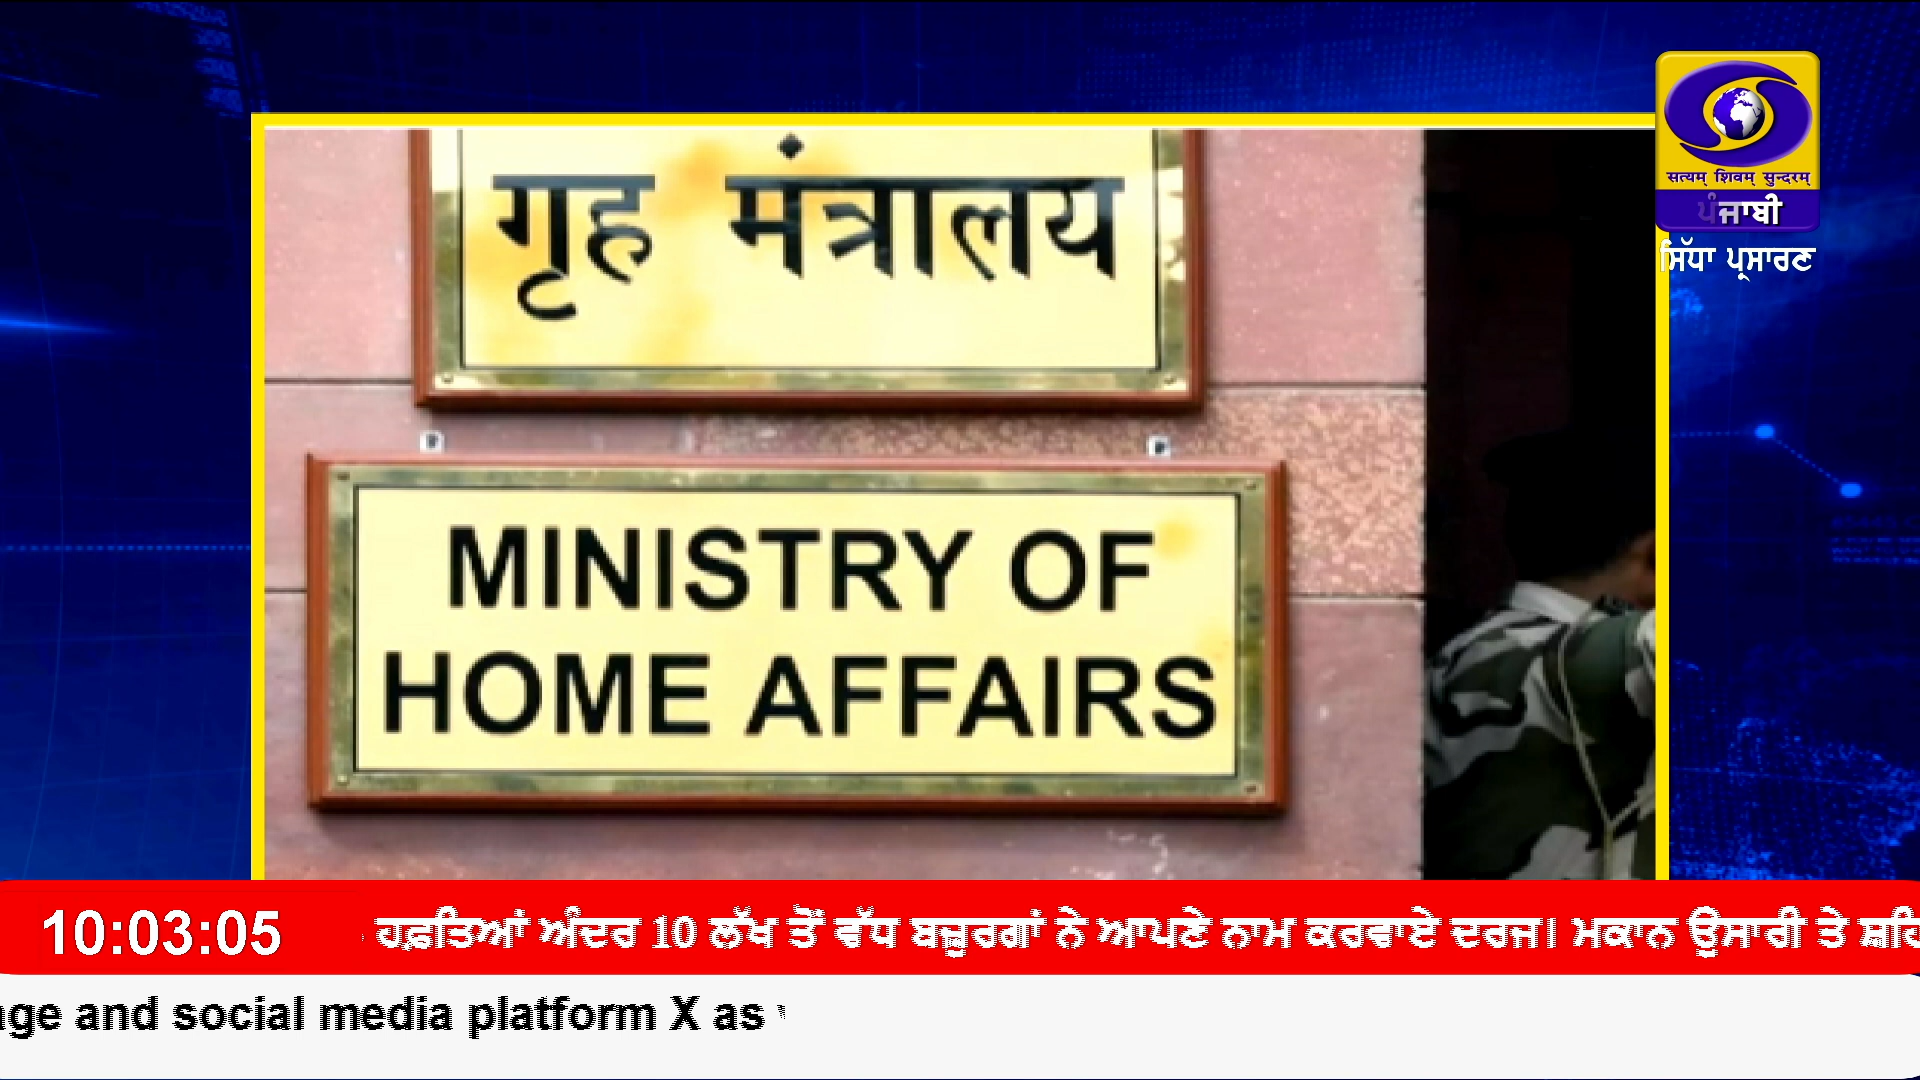 गृह मंत्रालय
MINISTRY OF
HOME AFFAIRS
सत्यम् शिवम् सुन्दरम्
ਪੰਜਾਬੀ
ਸਿੱਧਾ ਪ੍ਰਸਾਰਣ
10:03:05
ਹਫ਼ਤਿਆਂ ਅੰਦਰ 10 ਲੱਖ ਤੋਂ ਵੱਧ ਬਜ਼ੁਰਗਾਂ ਨੇ ਆਪਣੇ ਨਾਮ ਕਰਵਾਏ ਦਰਜ। ਮਕਾਨ ਉਸਾਰੀ ਤੇ
and social media platform X as